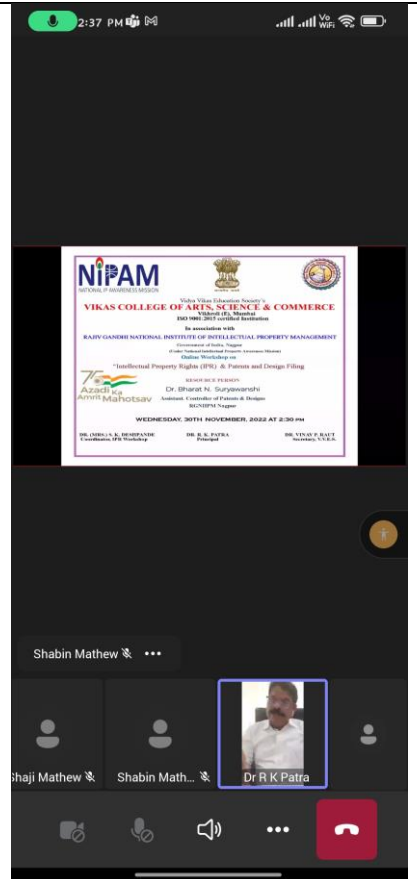 2:37 PM
Vo
WiFi
NIPAM
NATIONAL IP AWARENESS MISSION
Vidya Vikas Education Society's
VIKAS COLLEGE OF ARTS, SCIENCE & COMMERCE
Vikhroli (E), Mumbai
ISO 9001:2015 certified Institution
In association with
RAJIV GANDHI NATIONAL INSTITUTE OF INTELLECTUAL PROPERTY MANAGEMENT
Government of India, Nagpur
(Under National Intellectual Property Awareness Mission)
Online Workshop on
"Intellectual Property Rights (IPR) & Patents and Design Filing
75
Azadi Ka
Amrit Mahotsav
RESOURCE PERSON
Dr. Bharat N. Suryawanshi
Assistant. Controller of Patents & Designs
RGNIIPM Nagpur
WEDNESDAY, 30TH NOVEMBER, 2022 AT 2:30 PM
DR. (MRS.) S. K. DESHPANDE
Coordinator, IPR Workshop
DR. R. K. PATRA
Principal
DR. VINAY P. RAUT
Secretary, V.V.E.S.
Shabin Mathew
Shaji Mathew
Shabin Math...
Dr R K Patra